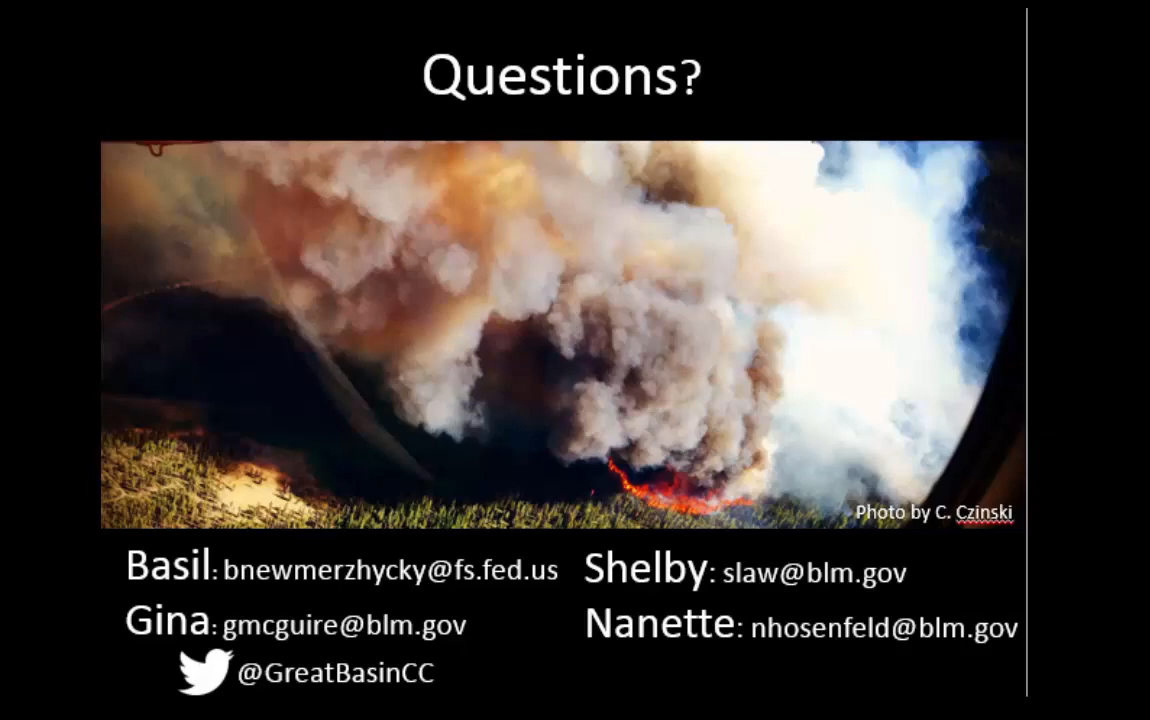 Questions?
Photo by C. Czinski
Basil: bnewmerzhycky@fs.fed.us
Shelby: slaw@blm.gov
Gina: gmcguire@blm.gov
Nanette: nhosenfeld@blm.gov
@GreatBasinCC